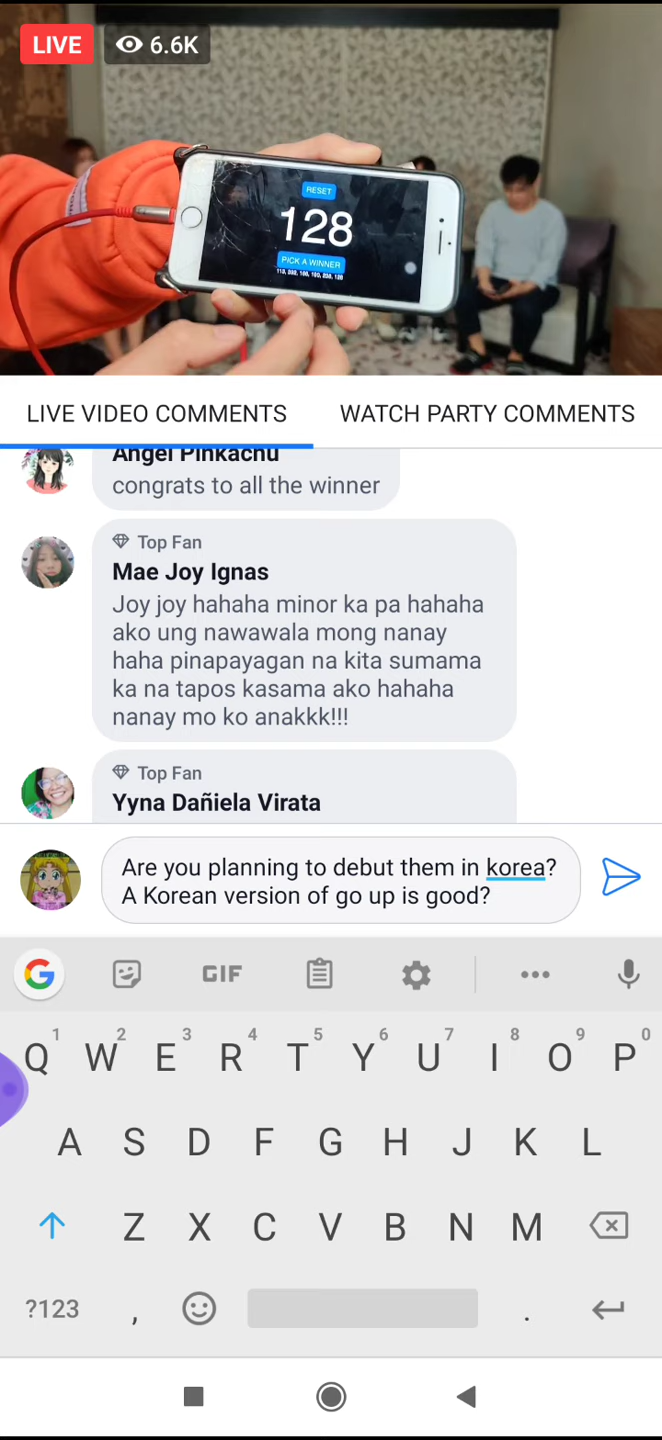 LIVE
6.6K
RESET
128
PICK A WINNER
LIVE VIDEO COMMENTS
WATCH PARTY COMMENTS
Angel Pinkachu
congrats to all the winner
Top Fan
Mae Joy Ignas
Joy joy hahaha minor ka pa hahaha
ako ung nawawala mong nanay
haha pinapayagan na kita sumama
ka na tapos kasama ako hahaha
nanay mo ko anakkk!!!
Top Fan
Yyna Dañiela Virata
Are you planning to debut them in korea?
A Korean version of go up is good?
G GIF
1 2 3 4 5 6 7 8 9 0
Q W E R T Y U I O P
A S D F G H J K L
Z X C V B N M
?123 , .